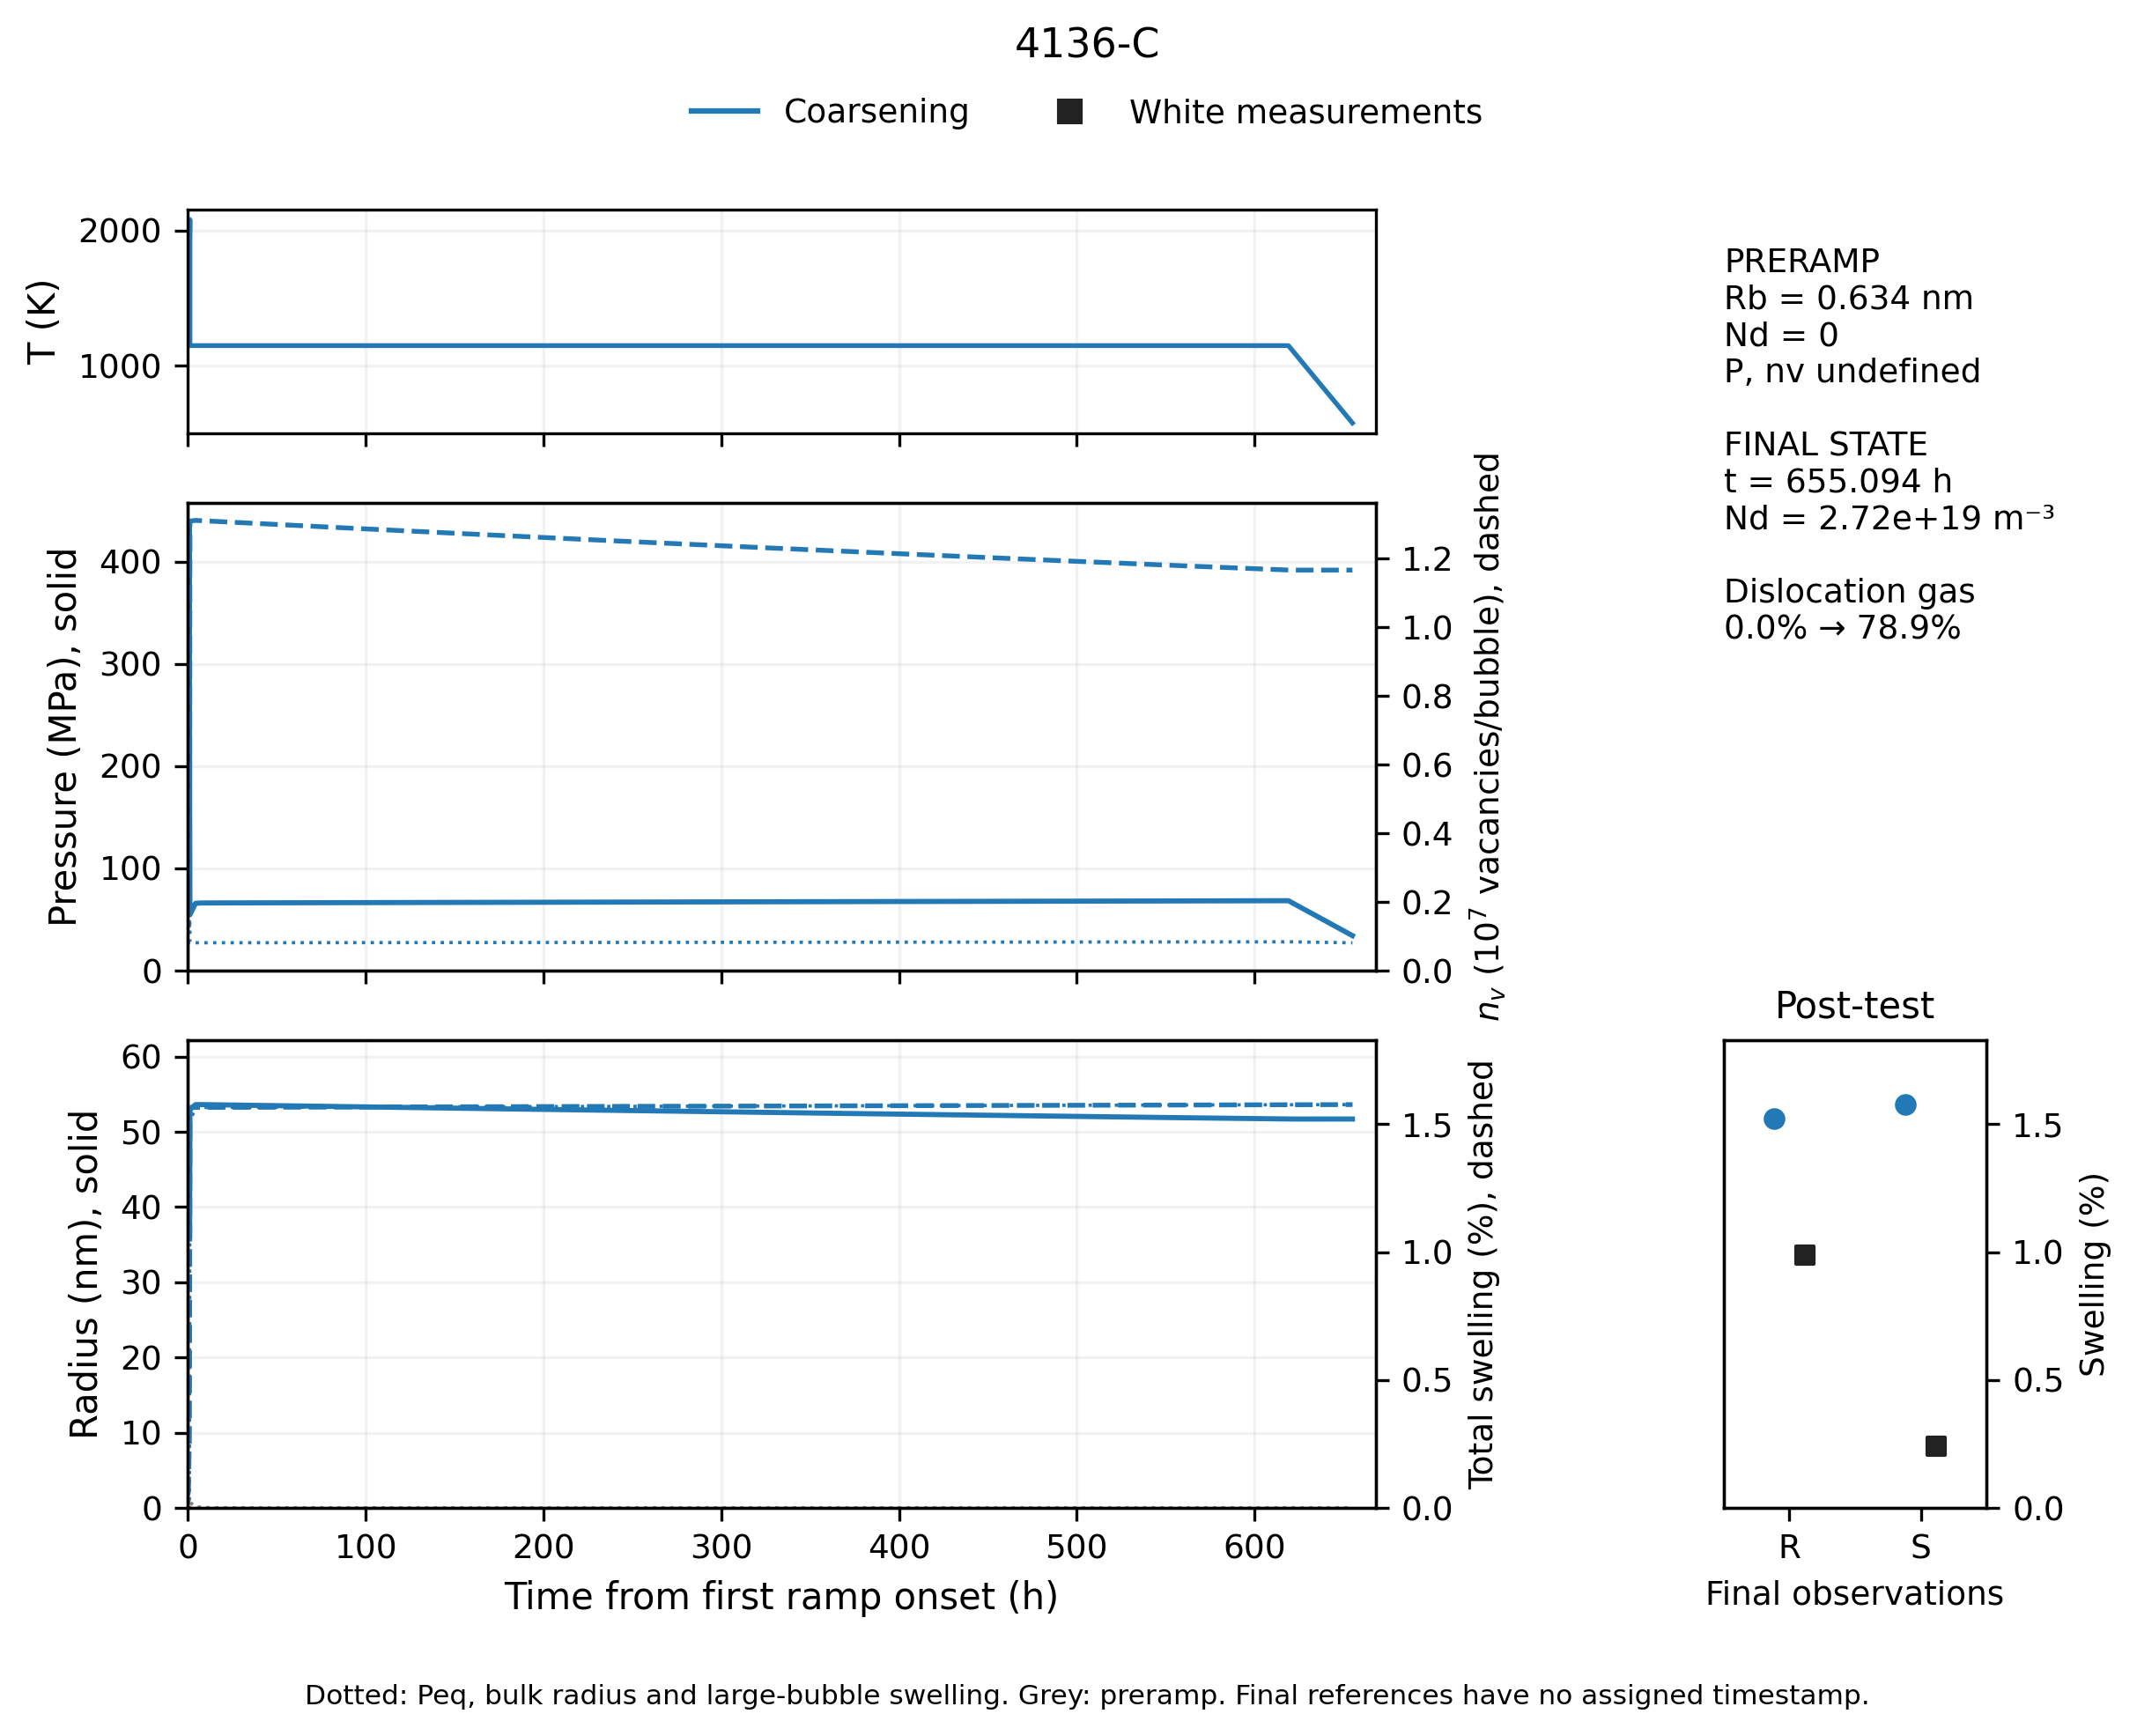 4136-C
Coarsening
White measurements
2000
1000
T (K)
PRERAMP
Rb = 0.634 nm
Nd = 0
P, nv undefined
FINAL STATE
t = 655.094 h
Nd = 2.72e+19 m⁻³
Dislocation gas
0.0% → 78.9%
400
300
200
100
0
Pressure (MPa), solid
1.2
1.0
0.8
0.6
0.4
0.2
0.0
n_v (10⁷ vacancies/bubble), dashed
60
50
40
30
20
10
0
Radius (nm), solid
1.5
1.0
0.5
0.0
Total swelling (%), dashed
0
100
200
300
400
500
600
Time from first ramp onset (h)
Post-test
1.5
1.0
0.5
0.0
Swelling (%)
R
S
Final observations
Dotted: Peq, bulk radius and large-bubble swelling. Grey: preramp. Final references have no assigned timestamp.